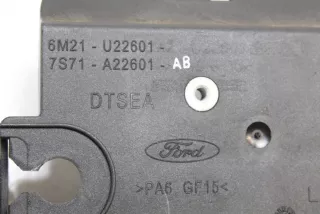 6M21 - U22601 -
7S71 - A22601 - AB
DTSEA
Ford
>PA6 GF15<
L